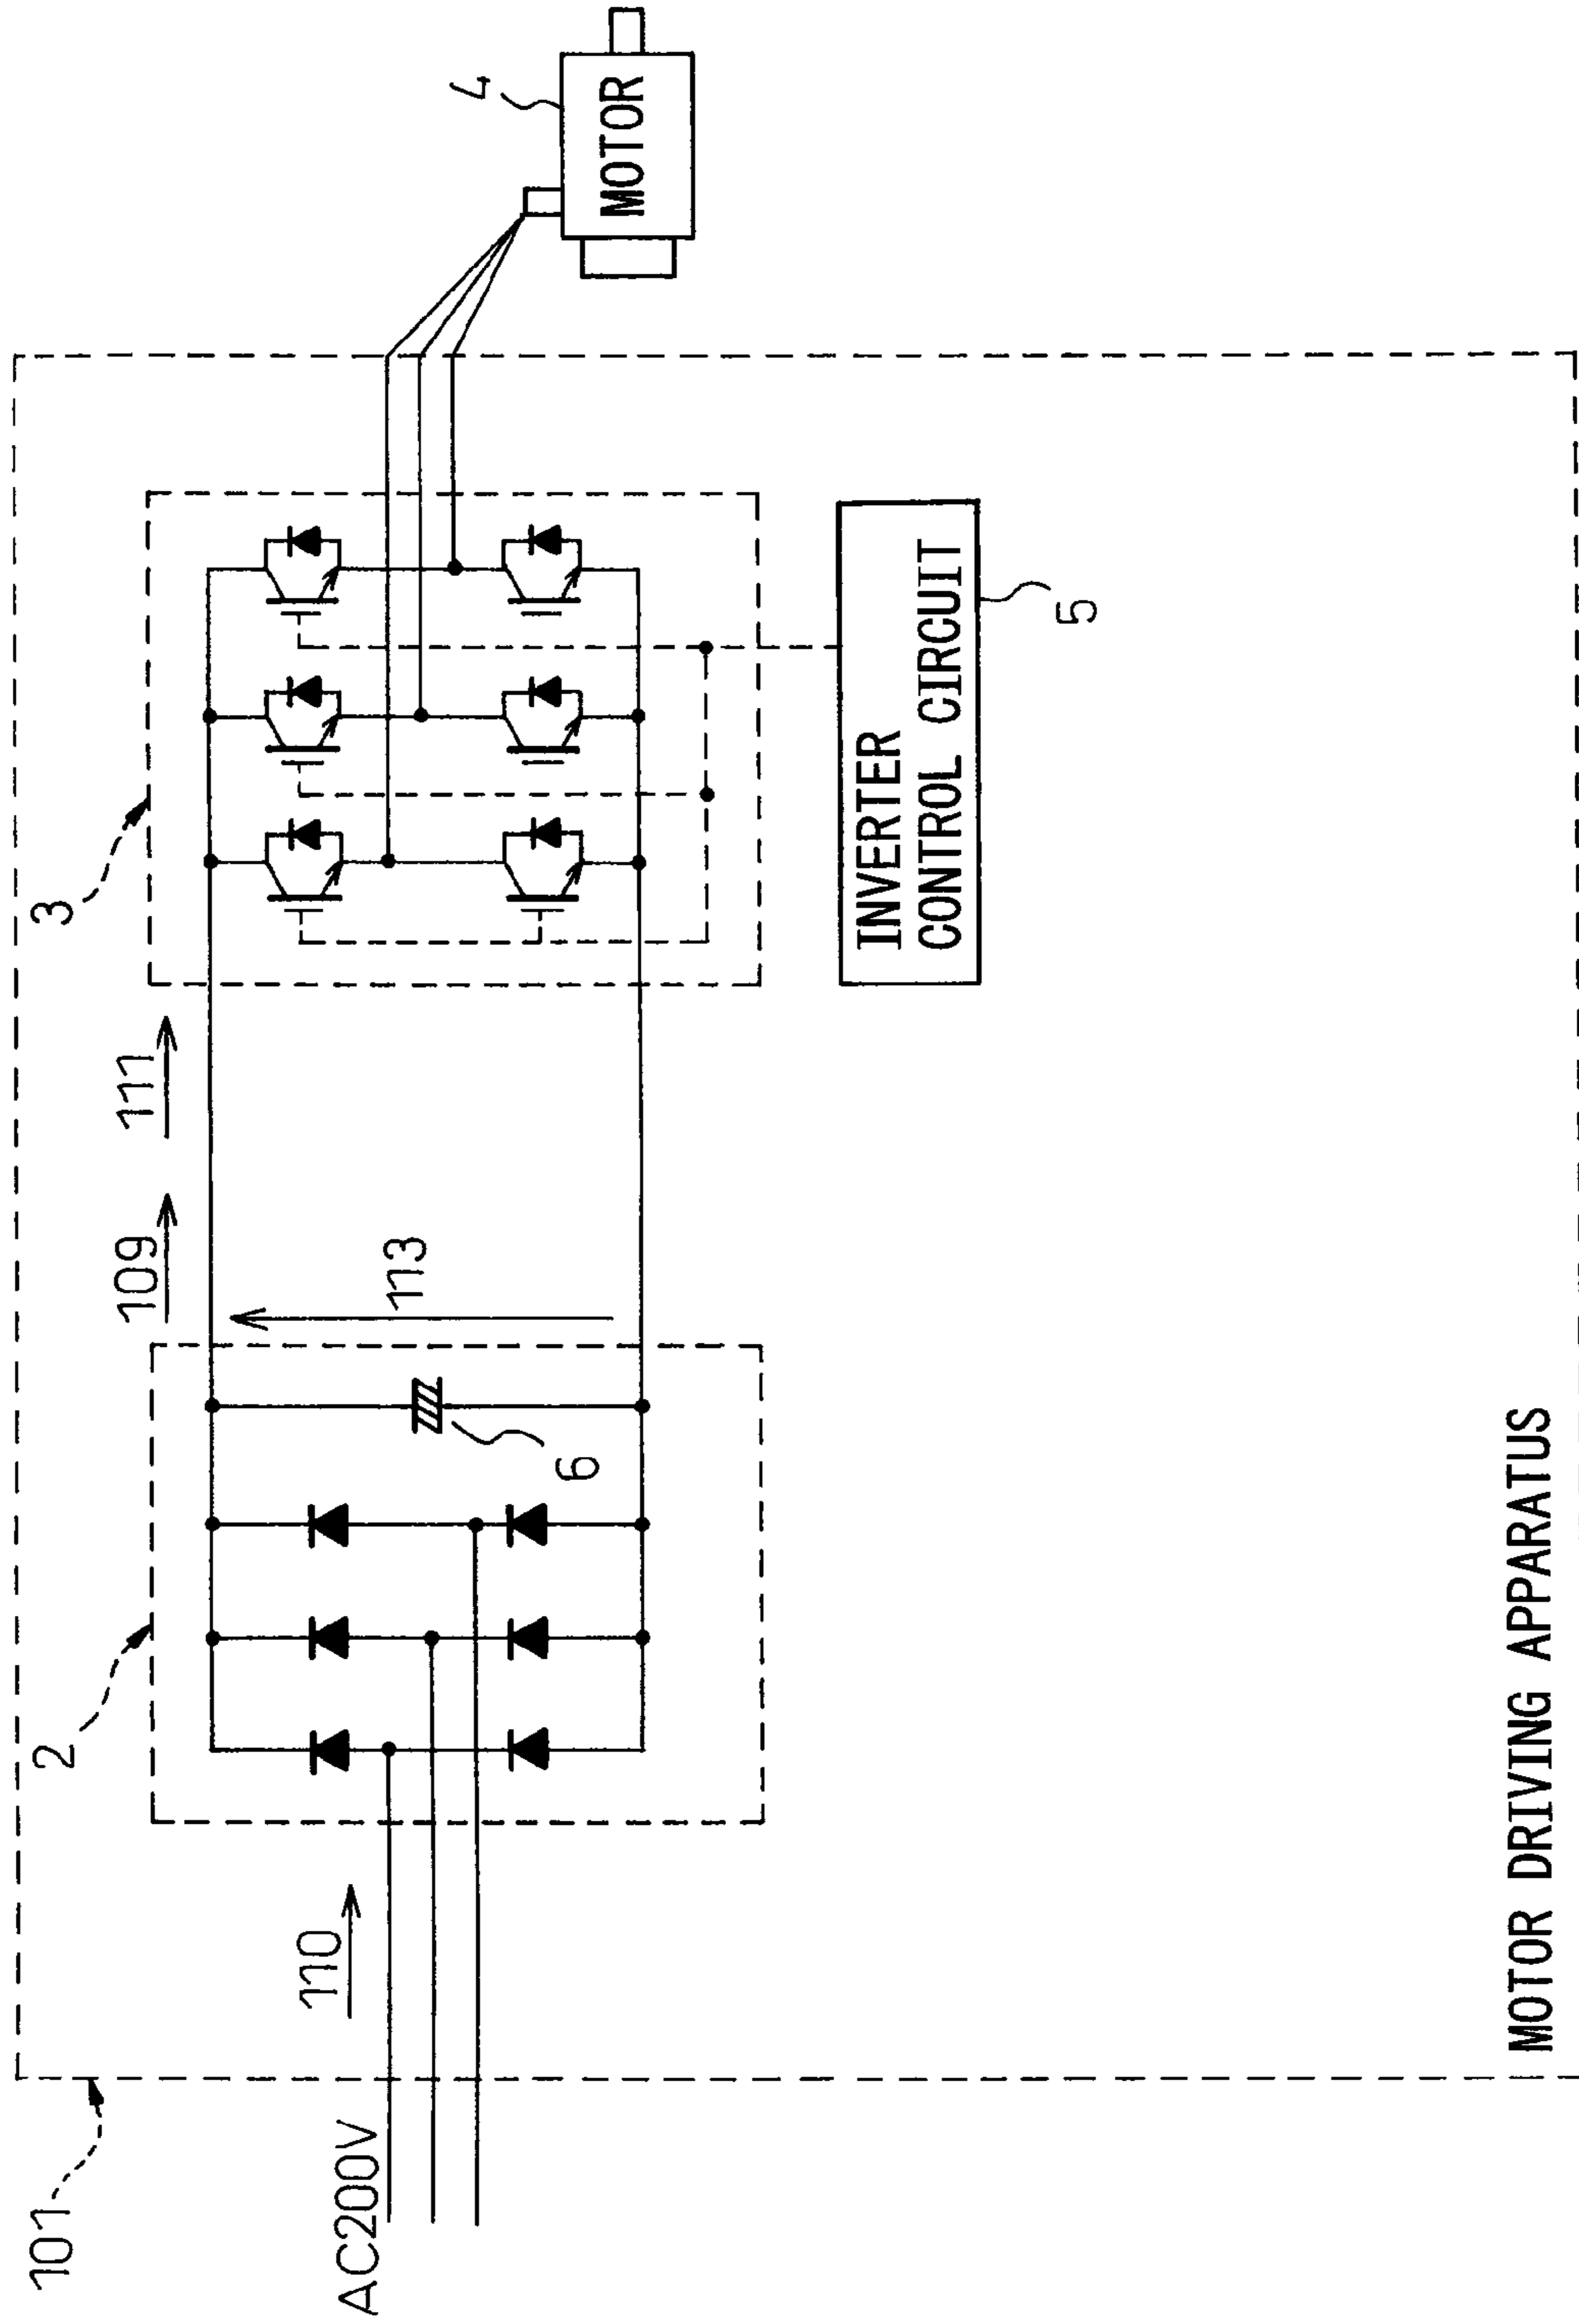 101
AC200V
110
2
6
109
113
111
3
INVERTER
CONTROL CIRCUIT
5
4
MOTOR
MOTOR DRIVING APPARATUS